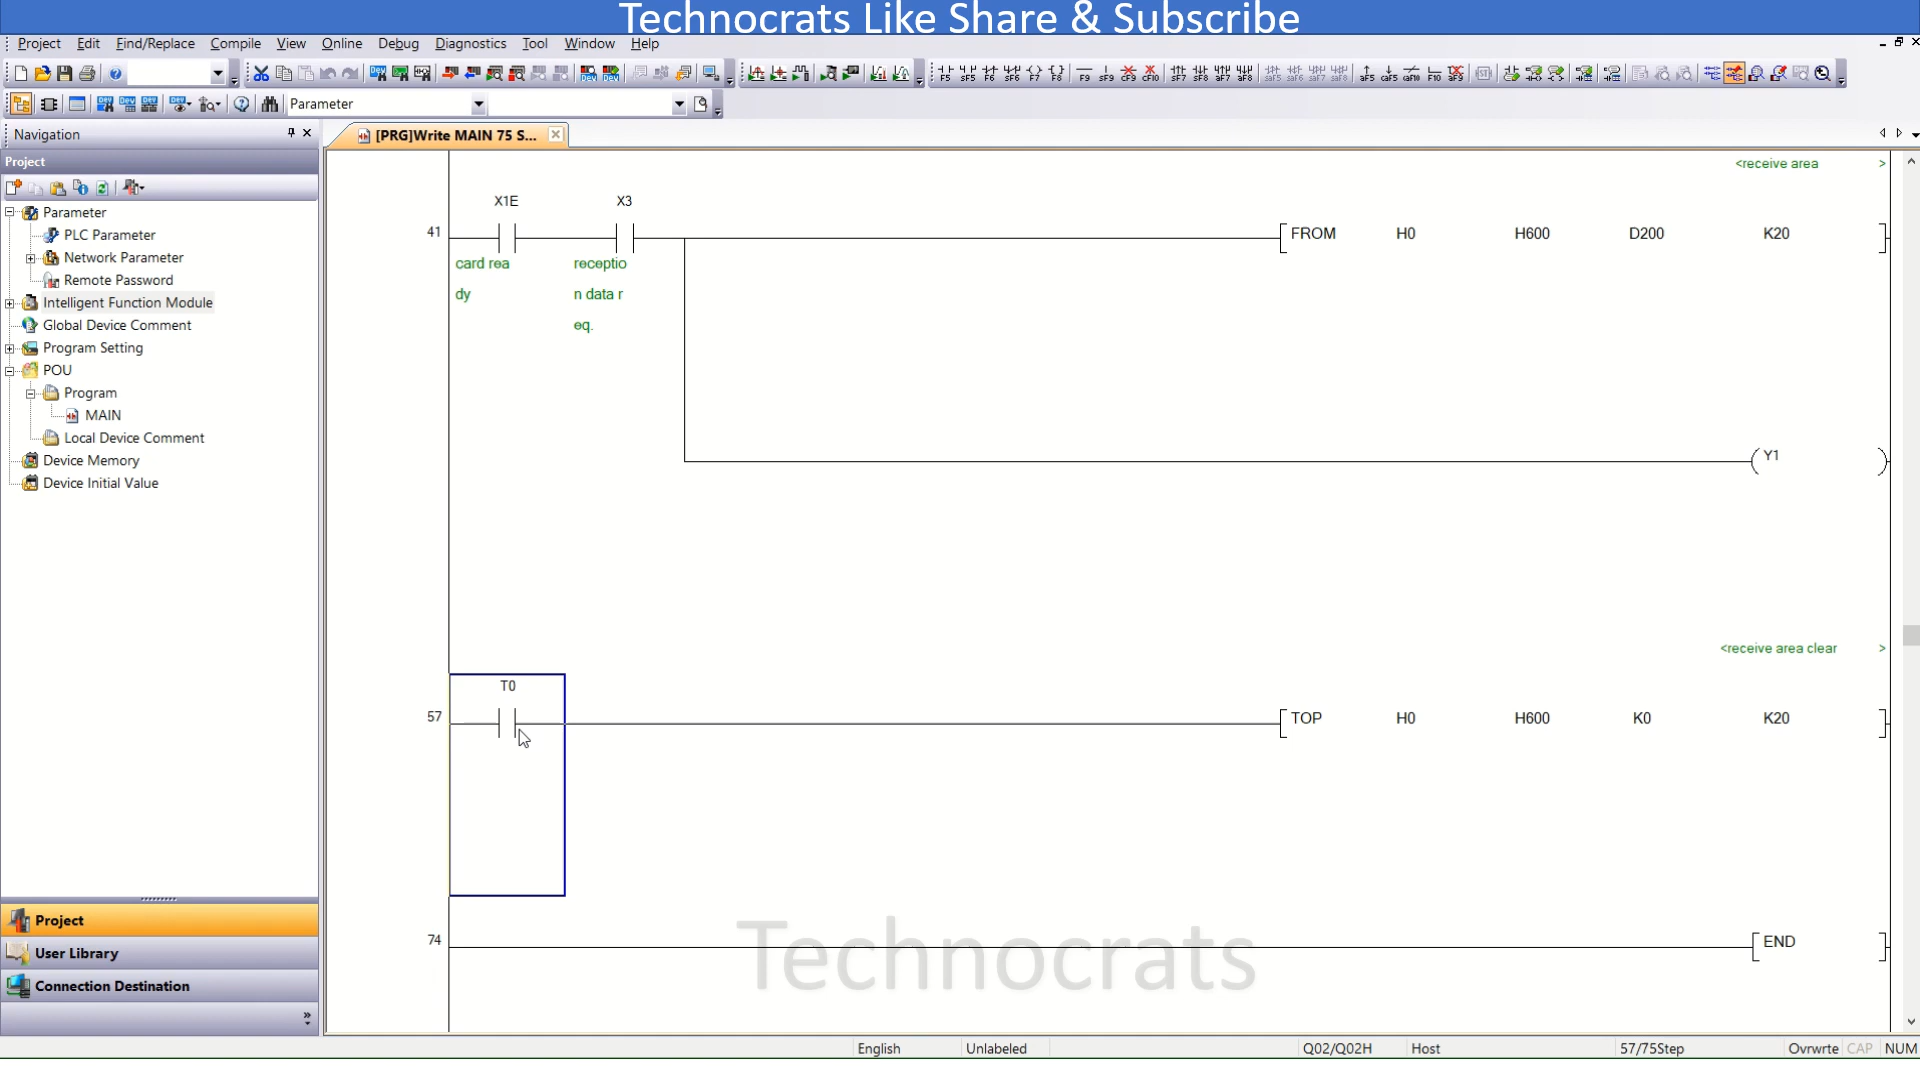 Technocrats Like Share & Subscribe
Project Edit Find/Replace Compile View Online Debug Diagnostics Tool Window Help
Parameter
Navigation
[PRG]Write MAIN 75 S...
Project
Parameter
PLC Parameter
Network Parameter
Remote Password
Intelligent Function Module
Global Device Comment
Program Setting
POU
Program
MAIN
Local Device Comment
Device Memory
Device Initial Value
Project
User Library
Connection Destination
<receive area >
X1E X3
41 FROM H0 H600 D200 K20
card rea receptio
dy n data r
eq.
Y1
<receive area clear >
T0
57 TOP H0 H600 K0 K20
74 END
Technocrats
English Unlabeled Q02/Q02H Host 57/75Step Ovrwrte CAP NUM